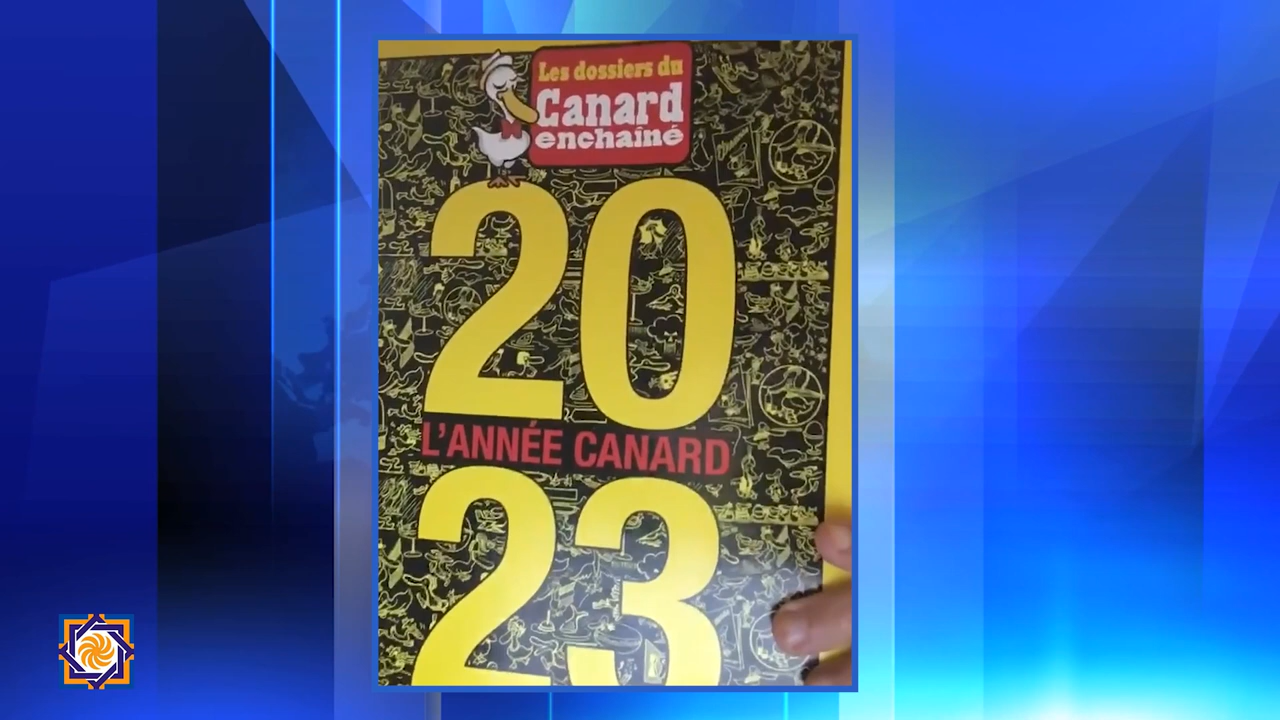 Les dossiers du
Canard
enchaîné
20
L'ANNÉE CANARD
23